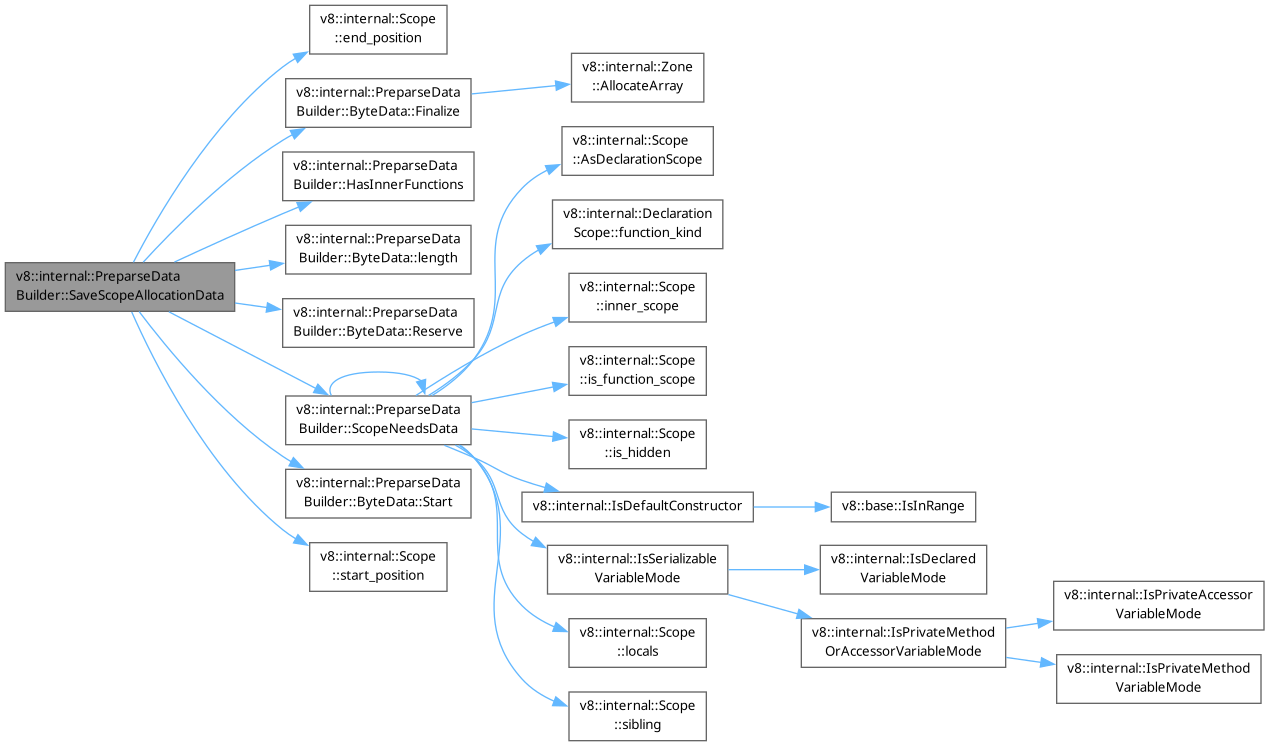 v8::internal::PreparseData
Builder::SaveScopeAllocationData
v8::internal::Scope
::end_position
v8::internal::PreparseData
Builder::ByteData::Finalize
v8::internal::Zone
::AllocateArray
v8::internal::PreparseData
Builder::HasInnerFunctions
v8::internal::PreparseData
Builder::ByteData::length
v8::internal::PreparseData
Builder::ByteData::Reserve
v8::internal::PreparseData
Builder::ScopeNeedsData
v8::internal::Scope
::AsDeclarationScope
v8::internal::Declaration
Scope::function_kind
v8::internal::Scope
::inner_scope
v8::internal::Scope
::is_function_scope
v8::internal::Scope
::is_hidden
v8::internal::IsDefaultConstructor
v8::base::IsInRange
v8::internal::IsSerializable
VariableMode
v8::internal::IsDeclared
VariableMode
v8::internal::IsPrivateMethod
OrAccessorVariableMode
v8::internal::IsPrivateAccessor
VariableMode
v8::internal::IsPrivateMethod
VariableMode
v8::internal::Scope
::locals
v8::internal::Scope
::sibling
v8::internal::PreparseData
Builder::ByteData::Start
v8::internal::Scope
::start_position